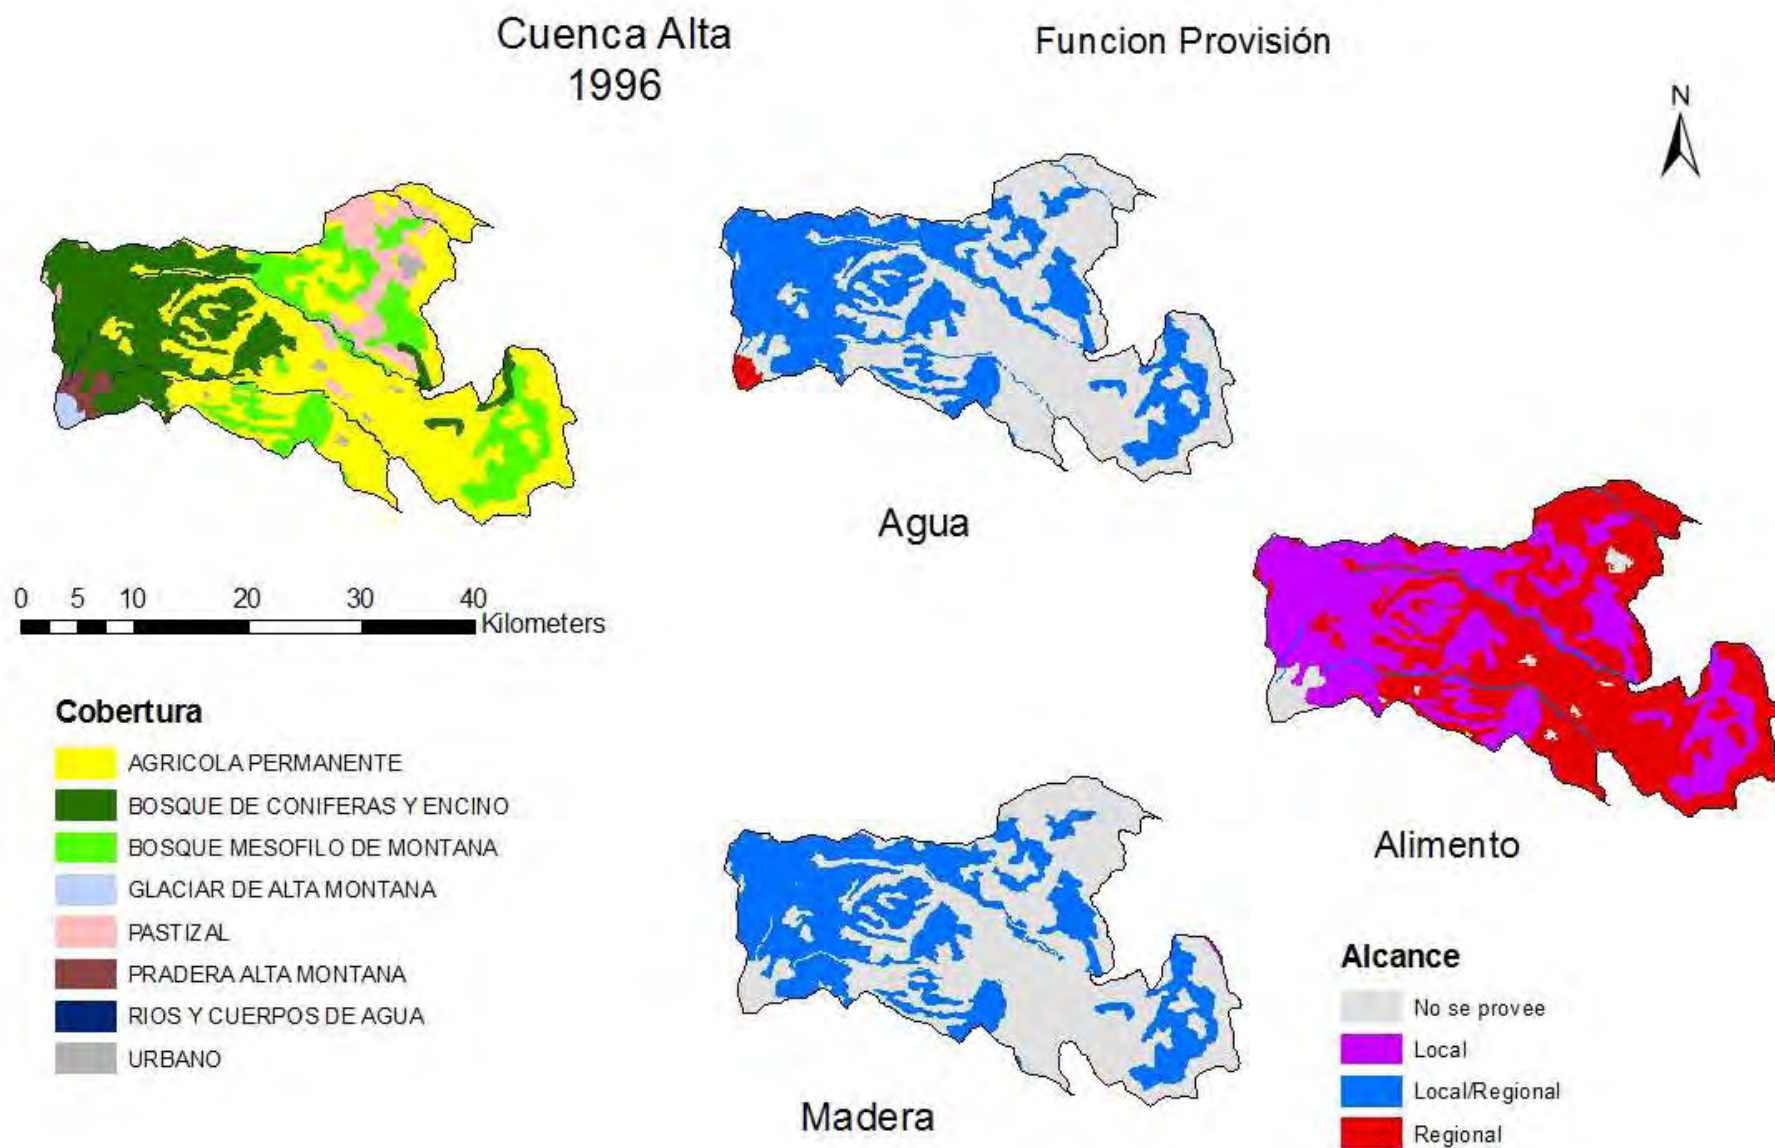 Cuenca Alta
1996
Funcion Provisión
N
Agua
0 5 10 20 30 40
Kilometers
Cobertura
AGRICOLA PERMANENTE
BOSQUE DE CONIFERAS Y ENCINO
BOSQUE MESOFILO DE MONTANA
GLACIAR DE ALTA MONTANA
PASTIZAL
PRADERA ALTA MONTANA
RIOS Y CUERPOS DE AGUA
URBANO
Alimento
Madera
Alcance
No se provee
Local
Local/Regional
Regional